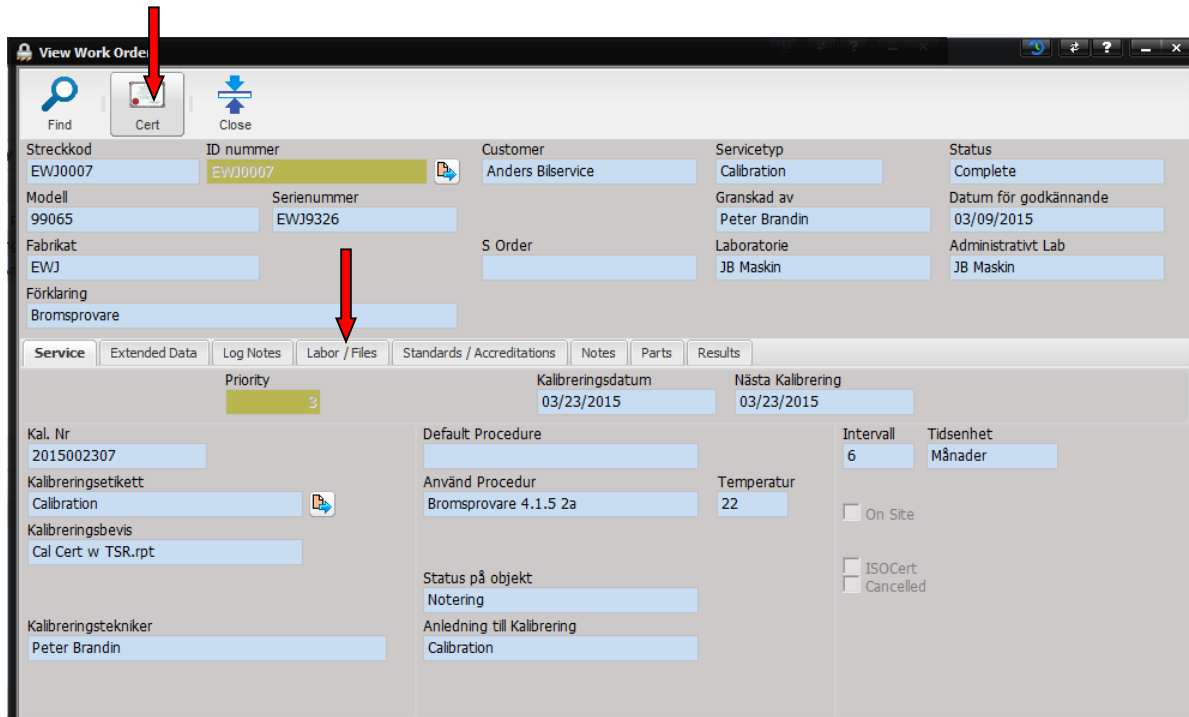 View Work Order
?
Find Cert Close
Streckkod ID nummer Customer Servicetyp Status
EWJ0007 EWJ0007 Anders Bilservice Calibration Complete
Modell Serienummer Granskad av Datum för godkännande
99065 EWJ9326 Peter Brandin 03/09/2015
Fabrikat S Order Laboratorie Administrativt Lab
EWJ JB Maskin JB Maskin
Förklaring
Bromsprovare
Service Extended Data Log Notes Labor / Files Standards / Accreditations Notes Parts Results
Priority Kalibreringsdatum Nästa Kalibrering
3 03/23/2015 03/23/2015
Kal. Nr Default Procedure Intervall Tidsenhet
2015002307 6 Månader
Kalibreringsetikett Använd Procedur Temperatur
Calibration Bromsprovare 4.1.5 2a 22
On Site
Kalibreringsbevis
Cal Cert w TSR.rpt
ISOCert
Status på objekt Cancelled
Notering
Kalibreringstekniker Anledning till Kalibrering
Peter Brandin Calibration